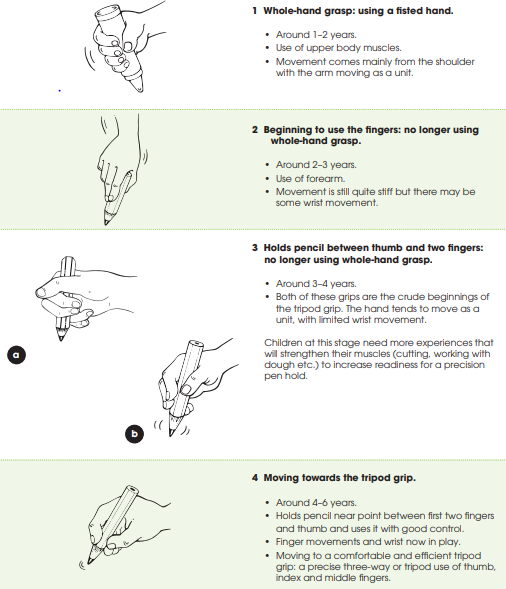 1 Whole-hand grasp: using a fisted hand.
• Around 1–2 years.
• Use of upper body muscles.
• Movement comes mainly from the shoulder
with the arm moving as a unit.
2 Beginning to use the fingers: no longer using
whole-hand grasp.
• Around 2–3 years.
• Use of forearm.
• Movement is still quite stiff but there may be
some wrist movement.
3 Holds pencil between thumb and two fingers:
no longer using whole-hand grasp.
• Around 3–4 years.
• Both of these grips are the crude beginnings of
the tripod grip. The hand tends to move as a
unit, with limited wrist movement.
Children at this stage need more experiences that
will strengthen their muscles (cutting, working with
dough etc.) to increase readiness for a precision
pen hold.
a
b
4 Moving towards the tripod grip.
• Around 4–6 years.
• Holds pencil near point between first two fingers
and thumb and uses it with good control.
• Finger movements and wrist now in play.
• Moving to a comfortable and efficient tripod
grip: a precise three-way or tripod use of thumb,
index and middle fingers.